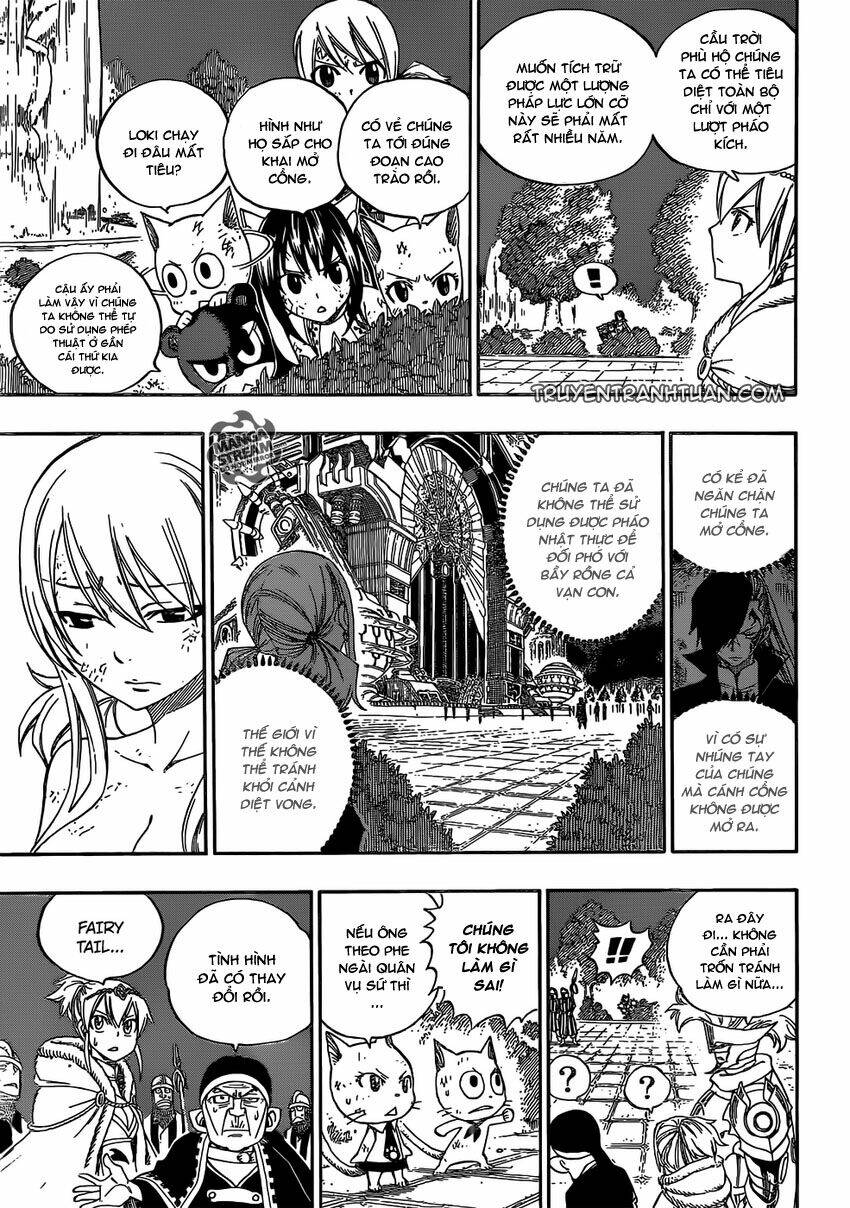 CẦU TRỜI
PHÙ HỘ CHÚNG
TA CÓ THỂ TIÊU
DIỆT TOÀN BỘ
CHỈ VỚI MỘT
LƯỢT PHÁO
KÍCH.
MUỐN TÍCH TRỮ
ĐƯỢC MỘT LƯỢNG
PHÁP LỰC LỚN CỠ
NÀY SẼ PHẢI MẤT
RẤT NHIỀU NĂM.
!
CÓ VẺ CHÚNG
TA TỚI ĐÚNG
ĐOẠN CAO
TRÀO RỒI.
HÌNH NHƯ
HỌ SẮP CHO
KHAI MỞ
CỔNG.
LOKI CHẠY
ĐI ĐÂU MẤT
TIÊU?
CẬU ẤY PHẢI
LÀM VẬY VÌ CHÚNG
TA KHÔNG THỂ TỰ
DO SỬ DỤNG PHÉP
THUẬT Ở GẦN
CÁI THỨ KIA
ĐƯỢC.
TRUYENTRANHTUAN.COM
MANGA
STREAM
CÓ KẺ ĐÃ
NGĂN CHẶN
CHÚNG TA
MỞ CỔNG.
VÌ CÓ SỰ
NHÚNG TAY
CỦA CHÚNG
MÀ CÁNH CỔNG
KHÔNG ĐƯỢC
MỞ RA.
CHÚNG TA ĐÃ
KHÔNG THỂ SỬ
DỤNG ĐƯỢC PHÁO
NHẬT THỰC ĐỂ
ĐỐI PHÓ VỚI
BẦY RỒNG CẢ
VẠN CON.
THẾ GIỚI VÌ
THẾ KHÔNG
THỂ TRÁNH
KHỎI CẢNH
DIỆT VONG.
RA ĐÂY
ĐI... KHÔNG
CẦN PHẢI
TRỐN TRÁNH
LÀM GÌ NỮA...
!!
?
?
CHÚNG
TÔI KHÔNG
LÀM GÌ
SAI!
NẾU ÔNG
THEO PHE
NGÀI QUÂN
VỤ SỨ THÌ
...
TÌNH HÌNH
ĐÃ CÓ THAY
ĐỔI RỒI.
FAIRY
TAIL...